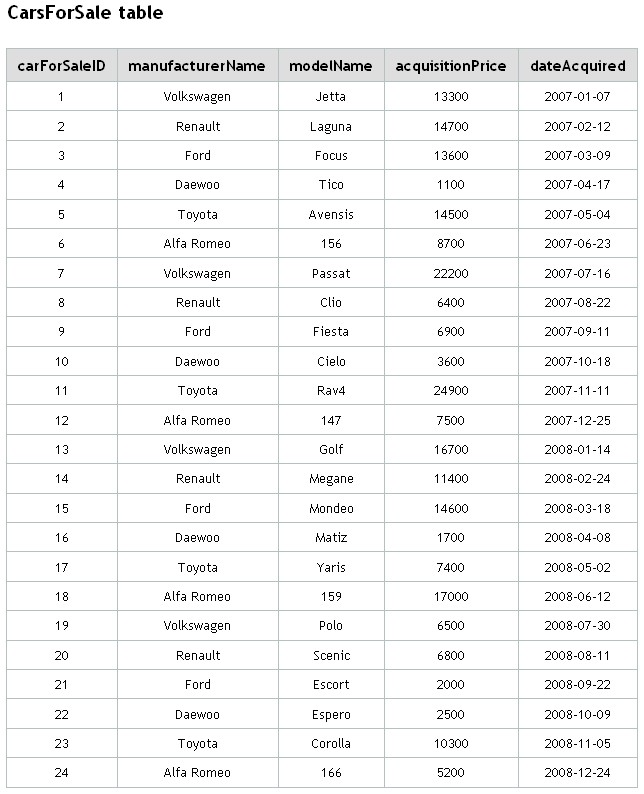 CarsForSale table
carForSaleID manufacturerName modelName acquisitionPrice dateAcquired
1 Volkswagen Jetta 13300 2007-01-07
2 Renault Laguna 14700 2007-02-12
3 Ford Focus 13600 2007-03-09
4 Daewoo Tico 1100 2007-04-17
5 Toyota Avensis 14500 2007-05-04
6 Alfa Romeo 156 8700 2007-06-23
7 Volkswagen Passat 22200 2007-07-16
8 Renault Clio 6400 2007-08-22
9 Ford Fiesta 6900 2007-09-11
10 Daewoo Cielo 3600 2007-10-18
11 Toyota Rav4 24900 2007-11-11
12 Alfa Romeo 147 7500 2007-12-25
13 Volkswagen Golf 16700 2008-01-14
14 Renault Megane 11400 2008-02-24
15 Ford Mondeo 14600 2008-03-18
16 Daewoo Matiz 1700 2008-04-08
17 Toyota Yaris 7400 2008-05-02
18 Alfa Romeo 159 17000 2008-06-12
19 Volkswagen Polo 6500 2008-07-30
20 Renault Scenic 6800 2008-08-11
21 Ford Escort 2000 2008-09-22
22 Daewoo Espero 2500 2008-10-09
23 Toyota Corolla 10300 2008-11-05
24 Alfa Romeo 166 5200 2008-12-24